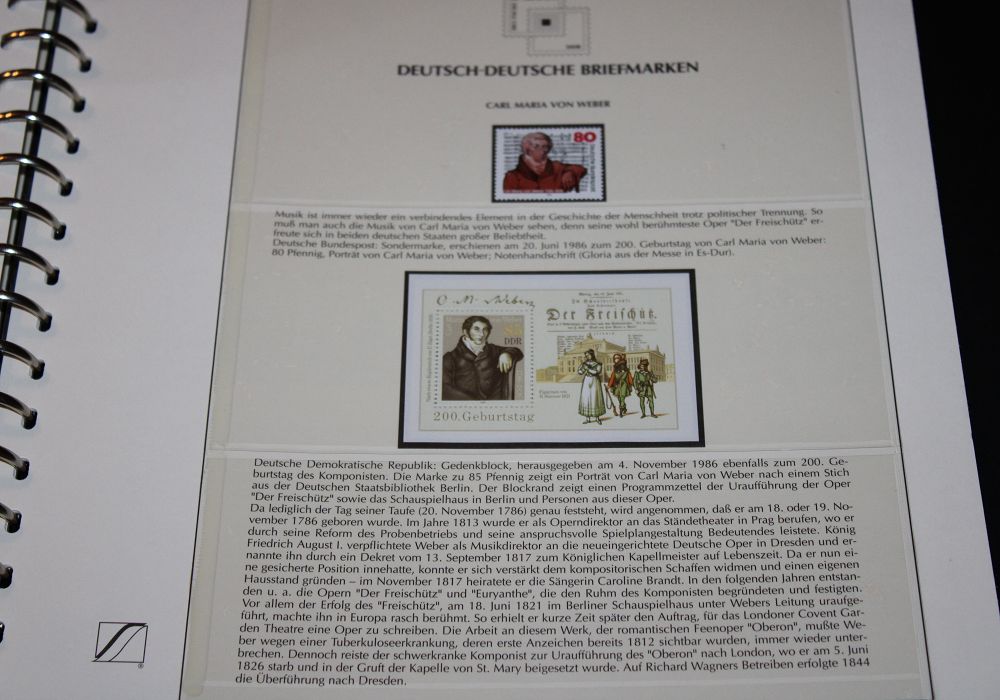 DEUTSCH-DEUTSCHE BRIEFMARKEN
CARL MARIA VON WEBER
80
Musik ist immer wieder ein verbindendes Element in der Geschichte der Menschheit trotz politischer Trennung. So
muß man auch die Musik von Carl Maria von Weber sehen, denn seine wohl berühmteste Oper "Der Freischütz" er-
freute sich in beiden deutschen Staaten großer Beliebtheit.
Deutsche Bundespost: Sondermarke, erschienen am 20. Juni 1986 zum 200. Geburtstag von Carl Maria von Weber:
80 Pfennig, Porträt von Carl Maria von Weber; Notenhandschrift (Gloria aus der Messe in Es-Dur).
C. M. v. Weber
Der Freischütz.
85
DDR
200. Geburtstag
Deutsche Demokratische Republik: Gedenkblock, herausgegeben am 4. November 1986 ebenfalls zum 200. Ge-
burtstag des Komponisten. Die Marke zu 85 Pfennig zeigt ein Porträt von Carl Maria von Weber nach einem Stich
aus der Deutschen Staatsbibliothek Berlin. Der Blockrand zeigt einen Programmzettel der Uraufführung der Oper
"Der Freischütz" sowie das Schauspielhaus in Berlin und Personen aus dieser Oper.
Da lediglich der Tag seiner Taufe (20. November 1786) genau feststeht, wird angenommen, daß er am 18. oder 19. No-
vember 1786 geboren wurde. Im Jahre 1813 wurde er als Operndirektor an das Ständetheater in Prag berufen, wo er
durch seine Reform des Probenbetriebs und seine anspruchsvolle Spielplangestaltung Bedeutendes leistete. König
Friedrich August I. verpflichtete Weber als Musikdirektor an die neueingerichtete Deutsche Oper in Dresden und er-
nannte ihn durch ein Dekret vom 13. September 1817 zum Königlichen Kapellmeister auf Lebenszeit. Da er nun ei-
ne gesicherte Position innehatte, konnte er sich verstärkt dem kompositorischen Schaffen widmen und einen eigenen
Hausstand gründen – im November 1817 heiratete er die Sängerin Caroline Brandt. In den folgenden Jahren entstan-
den u. a. die Opern "Der Freischütz" und "Euryanthe", die den Ruhm des Komponisten begründeten und festigten.
Vor allem der Erfolg des "Freischütz", am 18. Juni 1821 im Berliner Schauspielhaus unter Webers Leitung uraufge-
führt, machte ihn in Europa rasch berühmt. So erhielt er kurze Zeit später den Auftrag, für das Londoner Covent Gar-
den Theatre eine Oper zu schreiben. Die Arbeit an diesem Werk, der romantischen Feenoper "Oberon", mußte We-
ber wegen einer Tuberkuloseerkrankung, deren erste Anzeichen bereits 1812 sichtbar wurden, immer wieder unter-
brechen. Dennoch reiste der schwerkranke Komponist zur Uraufführung des "Oberon" nach London, wo er am 5. Juni
1826 starb und in der Gruft der Kapelle von St. Mary beigesetzt wurde. Auf Richard Wagners Betreiben erfolgte 1844
die Überführung nach Dresden.